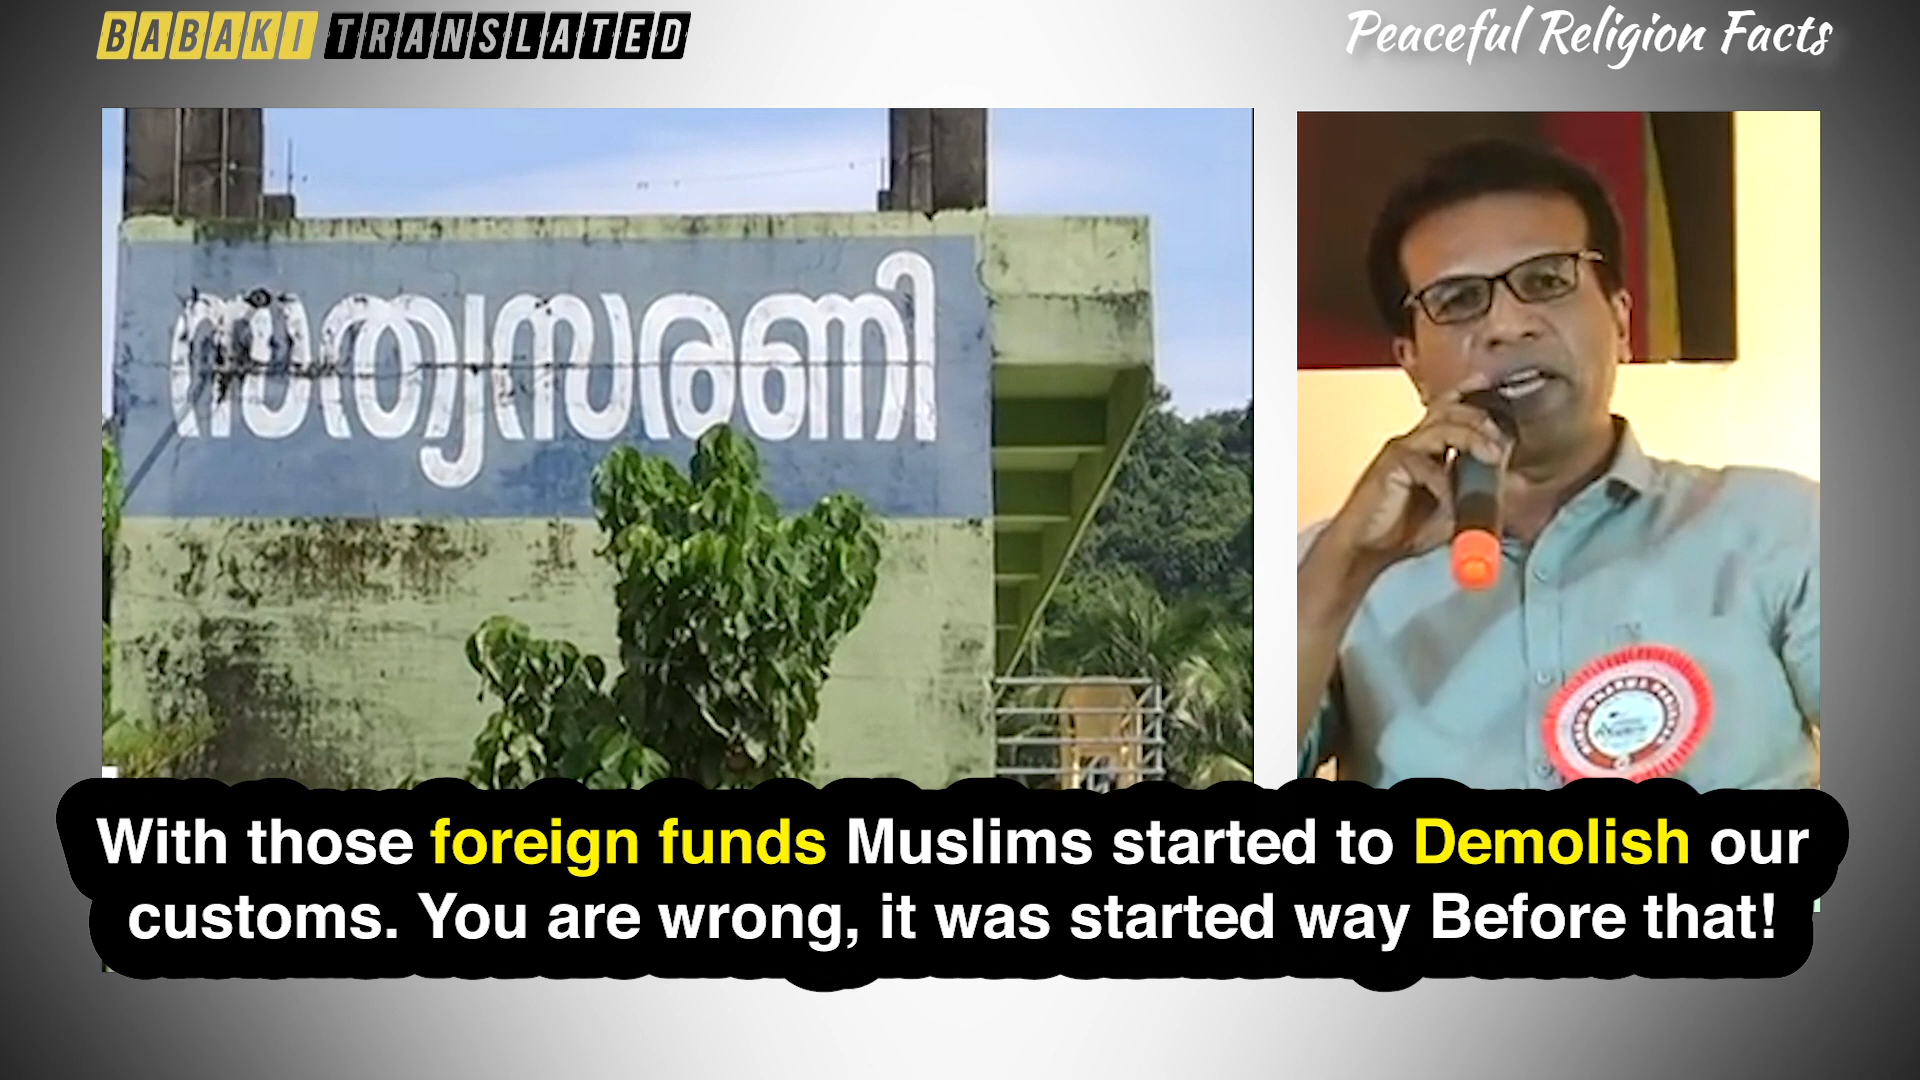 BABAKI TRANSLATED
Peaceful Religion Facts
സത്യസരണി
With those foreign funds Muslims started to Demolish our
customs. You are wrong, it was started way Before that!